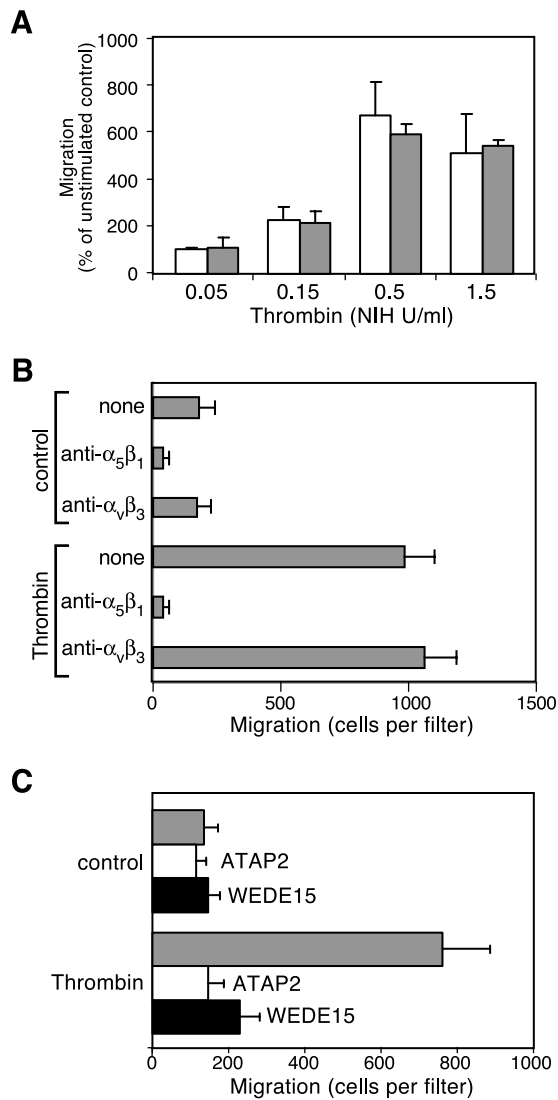 A
Migration
(% of unstimulated control)
1000
800
600
400
200
0
0.05 0.15 0.5 1.5
Thrombin (NIH U/ml)
B
control
none
anti-α₅β₁
anti-αᵥβ₃
Thrombin
none
anti-α₅β₁
anti-αᵥβ₃
0 500 1000 1500
Migration (cells per filter)
C
control
ATAP2
WEDE15
Thrombin
ATAP2
WEDE15
0 200 400 600 800 1000
Migration (cells per filter)